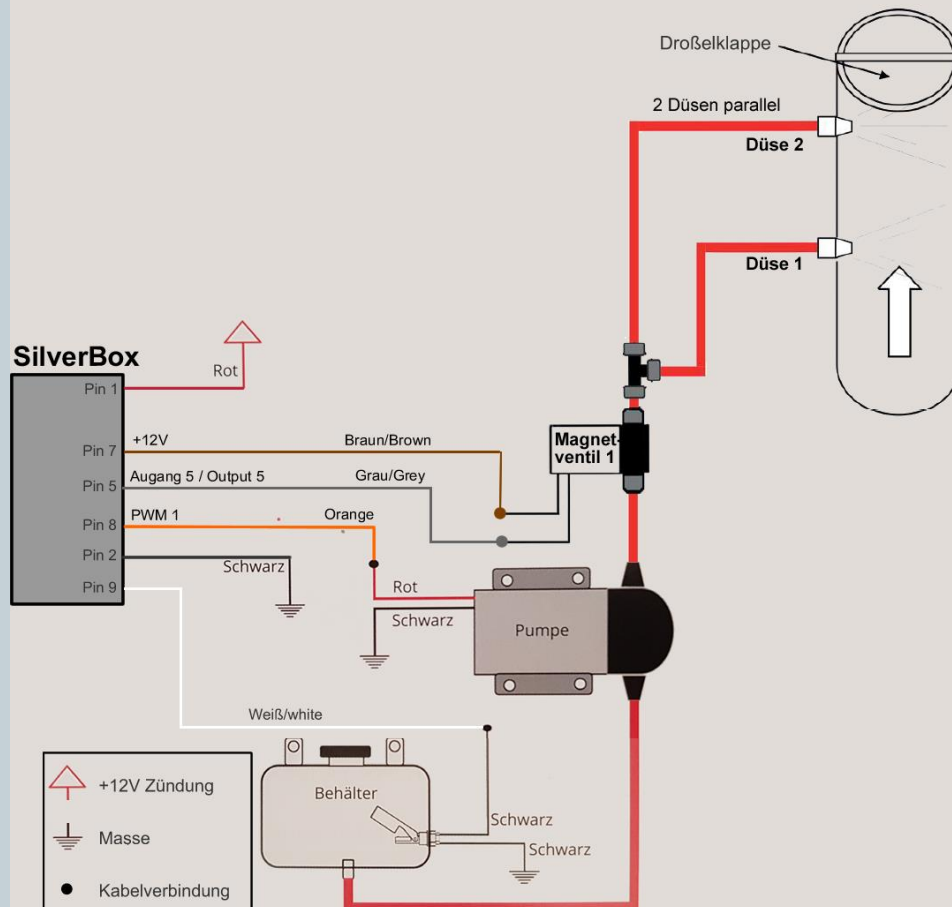 Droßelklappe
2 Düsen parallel
Düse 2
Düse 1
SilverBox
Rot
Pin 1
+12V
Braun/Brown
Pin 7
Magnet-
ventil 1
Augang 5 / Output 5
Grau/Grey
Pin 5
PWM 1
Orange
Pin 8
Pin 2
Schwarz
Pin 9
Rot
Schwarz
Pumpe
Weiß/white
Behälter
Schwarz
Schwarz
+12V Zündung
Masse
Kabelverbindung